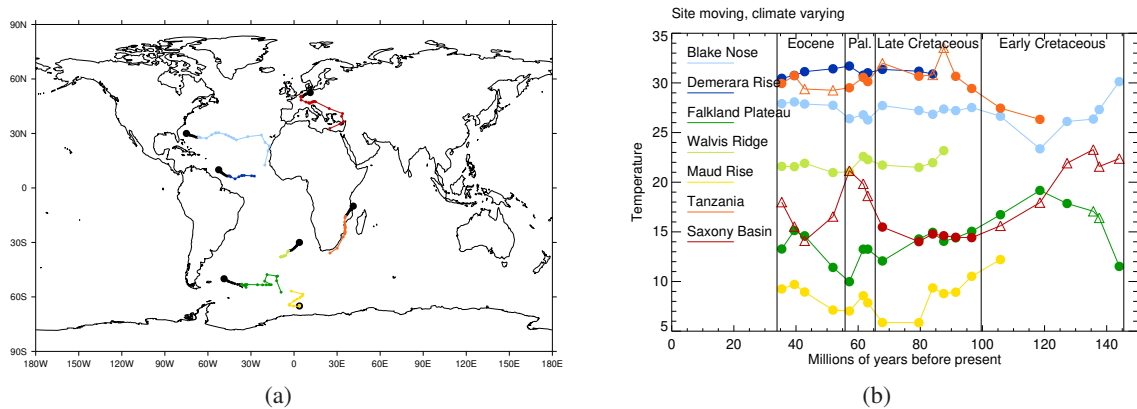 90N
60N
30N
0
30S
60S
90S
180W 150W 120W 90W 60W 30W 0 30E 60E 90E 120E 150E 180E
(a)
Site moving, climate varying
35
30
25
20
15
10
5
Temperature
Eocene Pal. Late Cretaceous Early Cretaceous
Blake Nose
Demerara Rise
Falkland Plateau
Walvis Ridge
Maud Rise
Tanzania
Saxony Basin
0 20 40 60 80 100 120 140
Millions of years before present
(b)